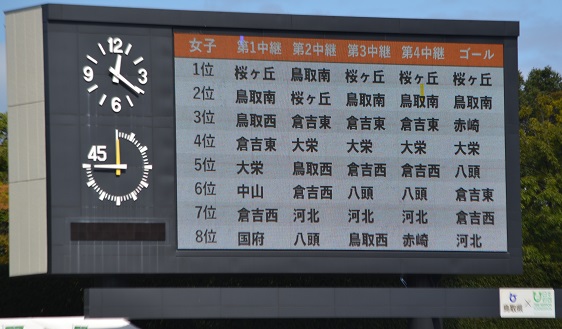 女子 第1中継 第2中継 第3中継 第4中継 ゴール
1位 桜ヶ丘 鳥取南 桜ヶ丘 桜ヶ丘 桜ヶ丘
2位 鳥取南 桜ヶ丘 鳥取南 鳥取南 鳥取南
3位 鳥取西 倉吉東 倉吉東 倉吉東 赤崎
4位 倉吉東 大栄 大栄 大栄 大栄
5位 大栄 鳥取西 倉吉西 倉吉西 八頭
6位 中山 倉吉西 八頭 八頭 倉吉東
7位 倉吉西 河北 河北 河北 倉吉西
8位 国府 八頭 鳥取西 赤崎 河北
12
9 3
6
45
鳥取県 ×